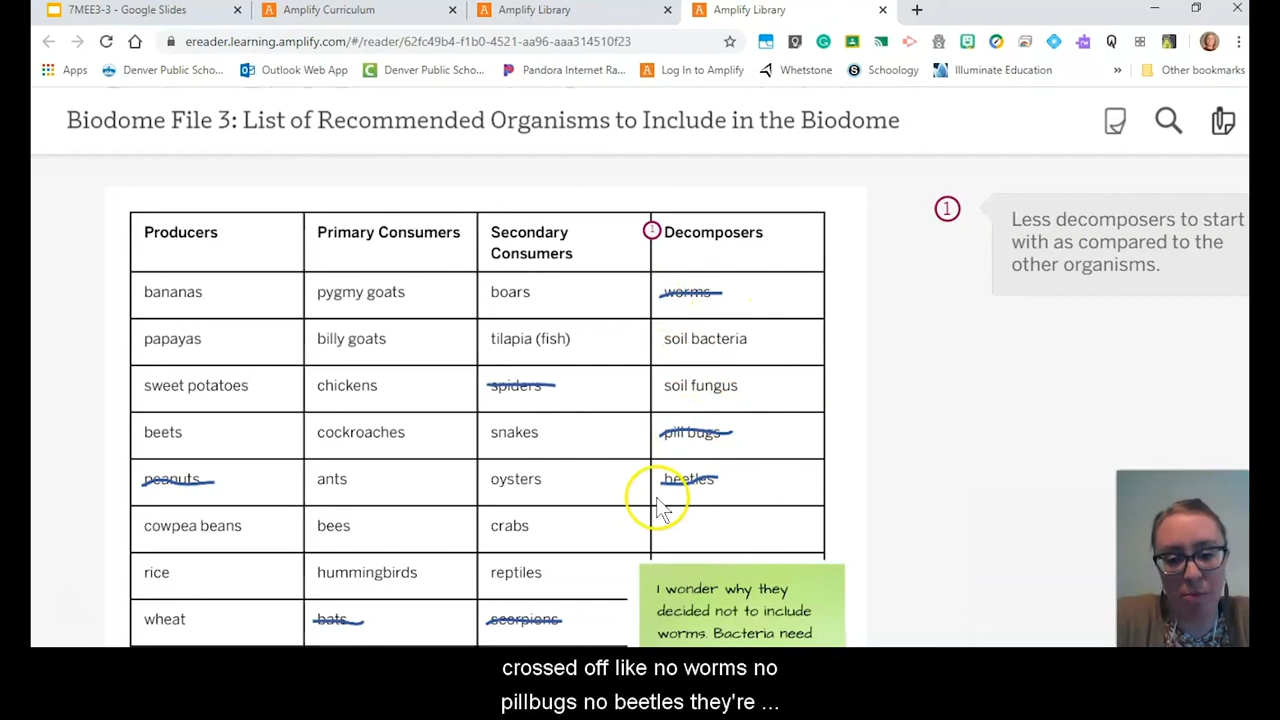 7MEE3-3 - Google Slides × Amplify Curriculum × Amplify Library × Amplify Library × +
ereader.learning.amplify.com/#/reader/62fc49b4-f1b0-4521-aa96-aaa314510f23
Apps Denver Public Scho... Outlook Web App Denver Public Scho... Pandora Internet Ra... Log In to Amplify Whetstone Schoology Illuminate Education » Other bookmarks
Biodome File 3: List of Recommended Organisms to Include in the Biodome
Producers Primary Consumers Secondary 1 Decomposers
Consumers
bananas pygmy goats boars worms
papayas billy goats tilapia (fish) soil bacteria
sweet potatoes chickens spiders soil fungus
beets cockroaches snakes pill bugs
peanuts ants oysters beetles
cowpea beans bees crabs
rice hummingbirds reptiles
wheat bats scorpions
I wonder why they
decided not to include
worms. Bacteria need
1 Less decomposers to start
with as compared to the
other organisms.
crossed off like no worms no
pillbugs no beetles they're ...